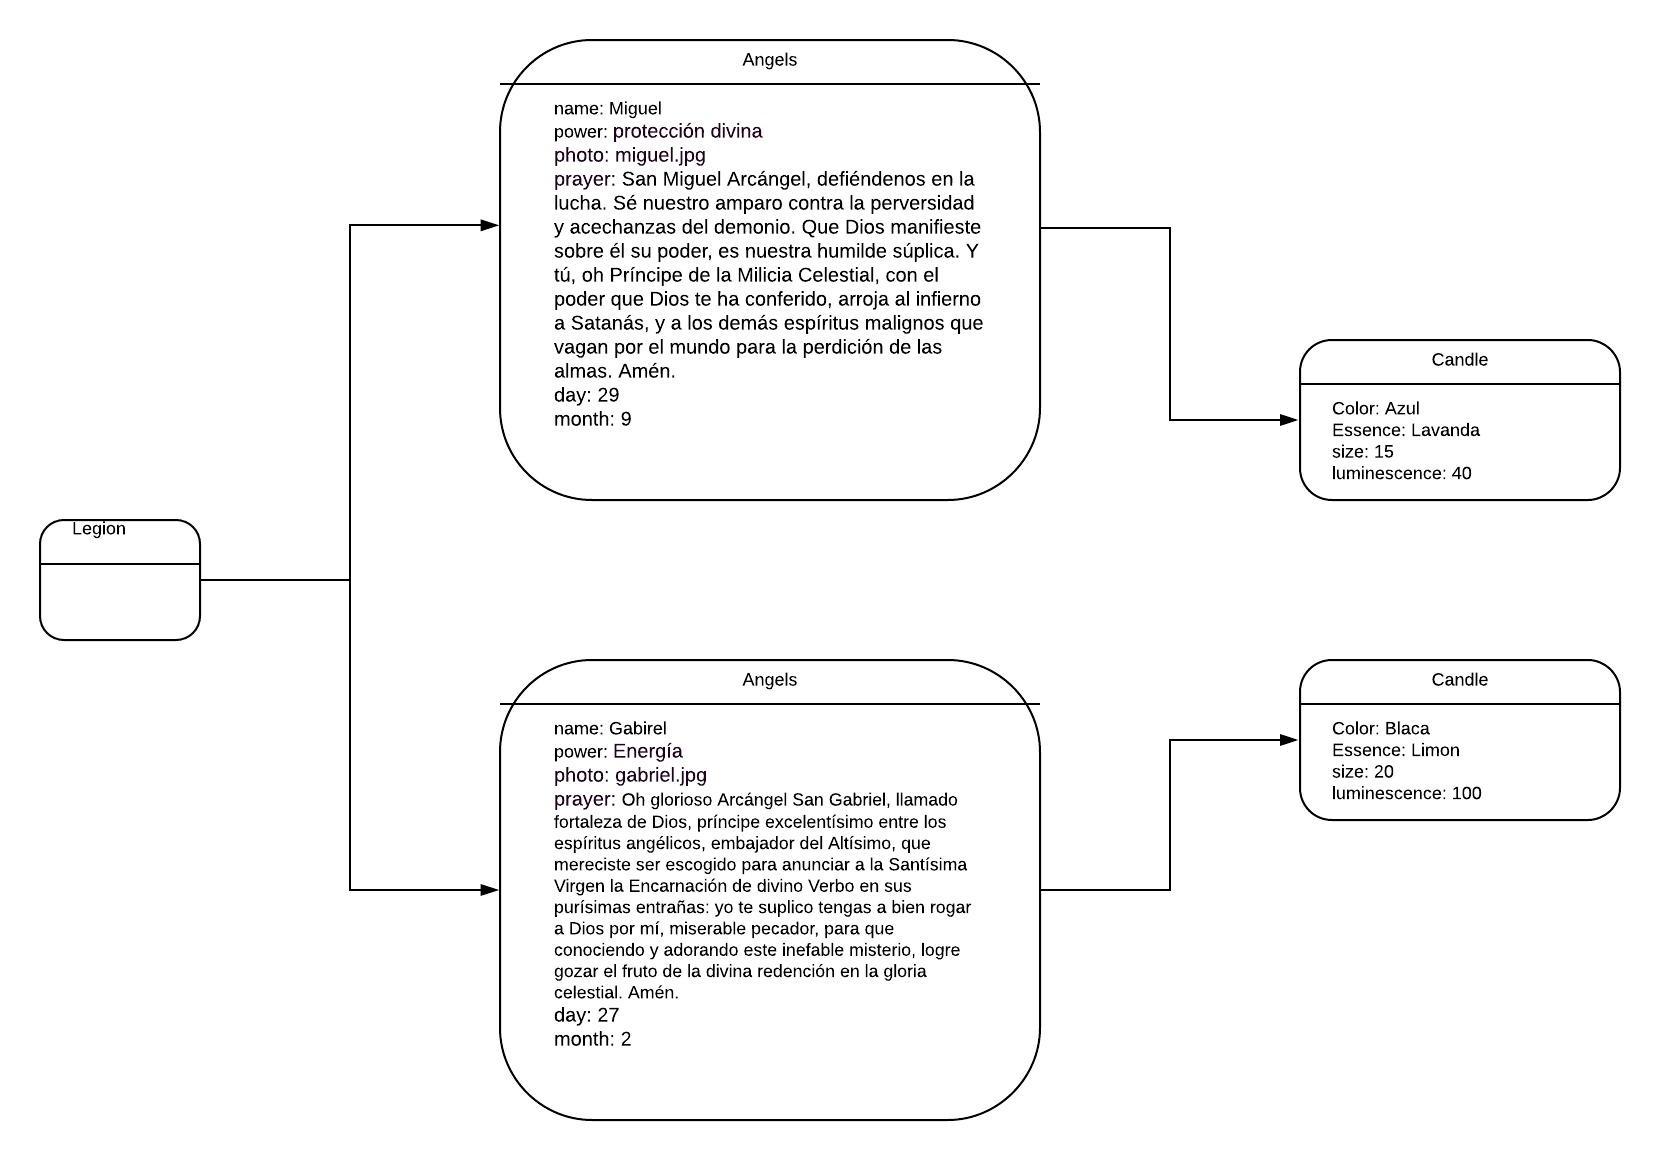 Angels
name: Miguel
power: protección divina
photo: miguel.jpg
prayer: San Miguel Arcángel, defiéndenos en la
lucha. Sé nuestro amparo contra la perversidad
y acechanzas del demonio. Que Dios manifieste
sobre él su poder, es nuestra humilde súplica. Y
tú, oh Príncipe de la Milicia Celestial, con el
poder que Dios te ha conferido, arroja al infierno
a Satanás, y a los demás espíritus malignos que
vagan por el mundo para la perdición de las
almas. Amén.
day: 29
month: 9
Candle
Color: Azul
Essence: Lavanda
size: 15
luminescence: 40
Legion
Angels
name: Gabirel
power: Energía
photo: gabriel.jpg
prayer: Oh glorioso Arcángel San Gabriel, llamado
fortaleza de Dios, príncipe excelentísimo entre los
espíritus angélicos, embajador del Altísimo, que
mereciste ser escogido para anunciar a la Santísima
Virgen la Encarnación de divino Verbo en sus
purísimas entrañas: yo te suplico tengas a bien rogar
a Dios por mí, miserable pecador, para que
conociendo y adorando este inefable misterio, logre
gozar el fruto de la divina redención en la gloria
celestial. Amén.
day: 27
month: 2
Candle
Color: Blaca
Essence: Limon
size: 20
luminescence: 100